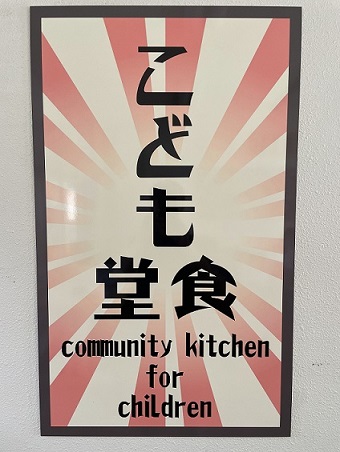 こども
食堂
community kitchen
for
children